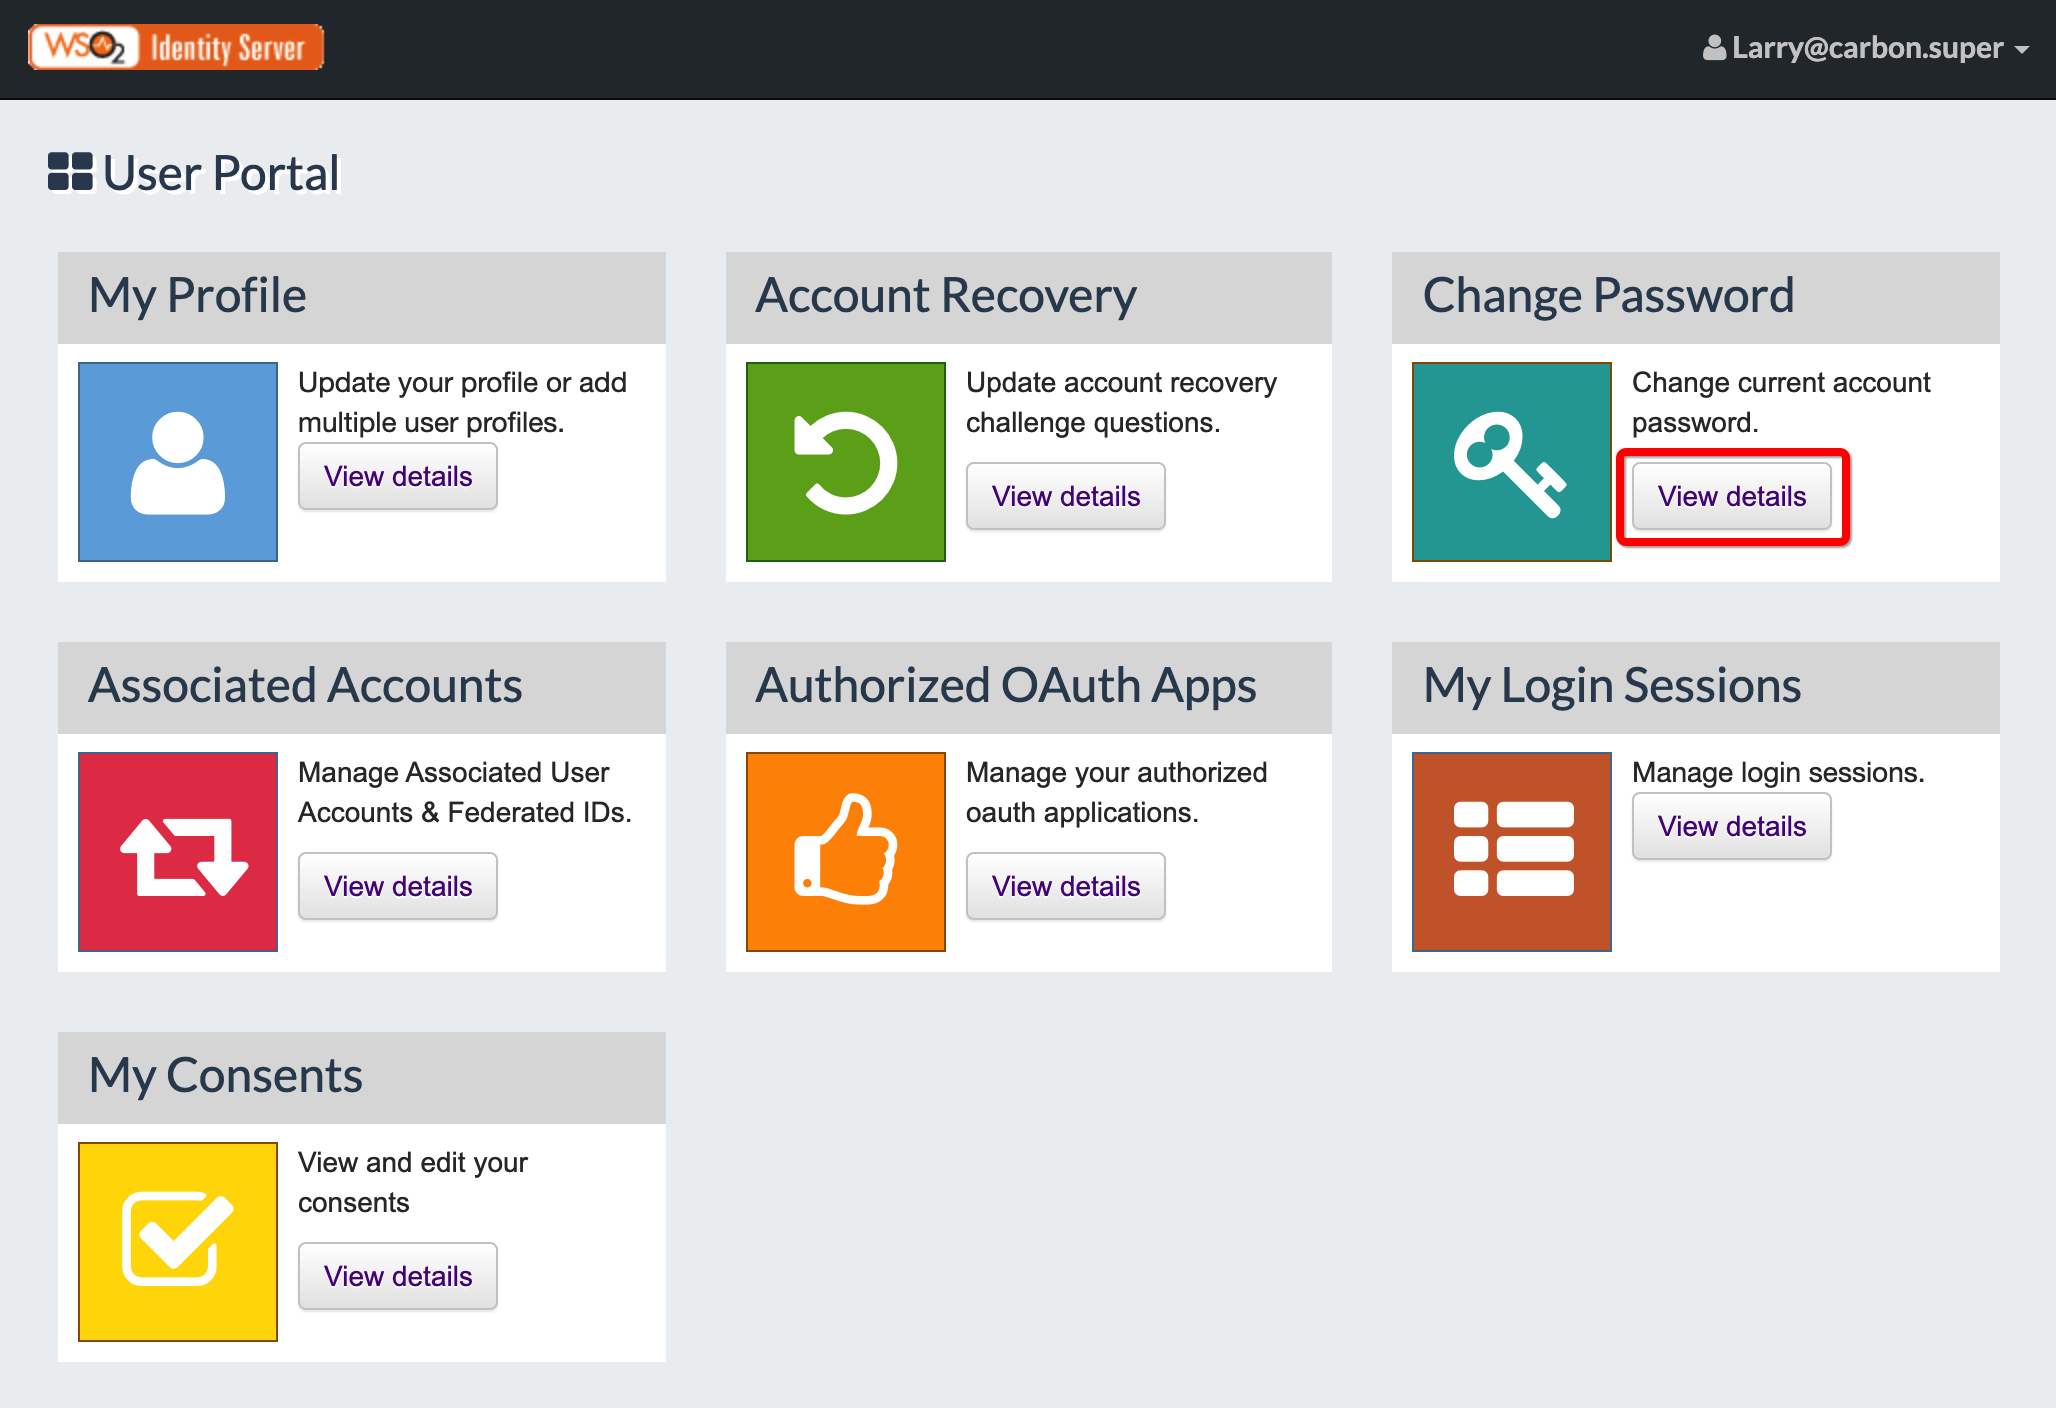 WSO2 Identity Server
Larry@carbon.super
User Portal
My Profile
Update your profile or add
multiple user profiles.
View details
Account Recovery
Update account recovery
challenge questions.
View details
Change Password
Change current account
password.
View details
Associated Accounts
Manage Associated User
Accounts & Federated IDs.
View details
Authorized OAuth Apps
Manage your authorized
oauth applications.
View details
My Login Sessions
Manage login sessions.
View details
My Consents
View and edit your
consents
View details